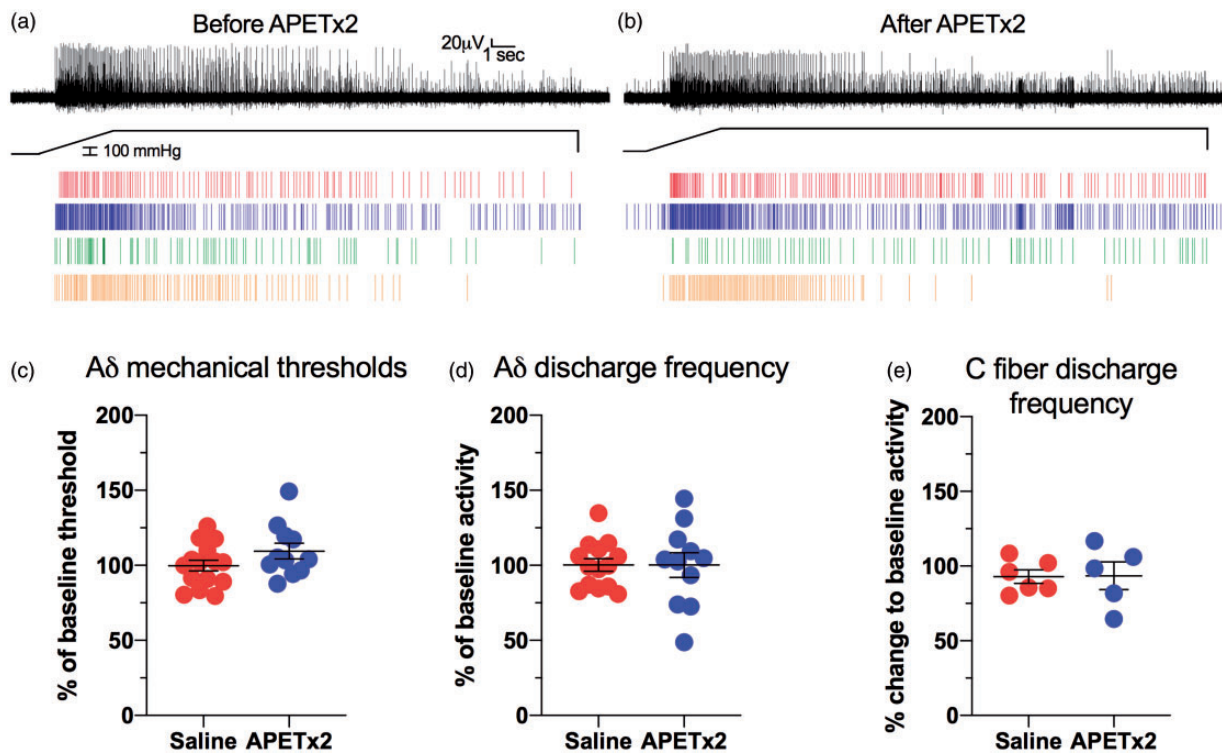 (a)
Before APETx2
20μV
1 sec
100 mmHg
(b)
After APETx2
(c)
Aδ mechanical thresholds
% of baseline threshold
200
150
100
50
0
Saline APETx2
(d)
Aδ discharge frequency
% of baseline activity
200
150
100
50
0
Saline APETx2
(e)
C fiber discharge
frequency
% change to baseline activity
200
150
100
50
0
Saline APETx2